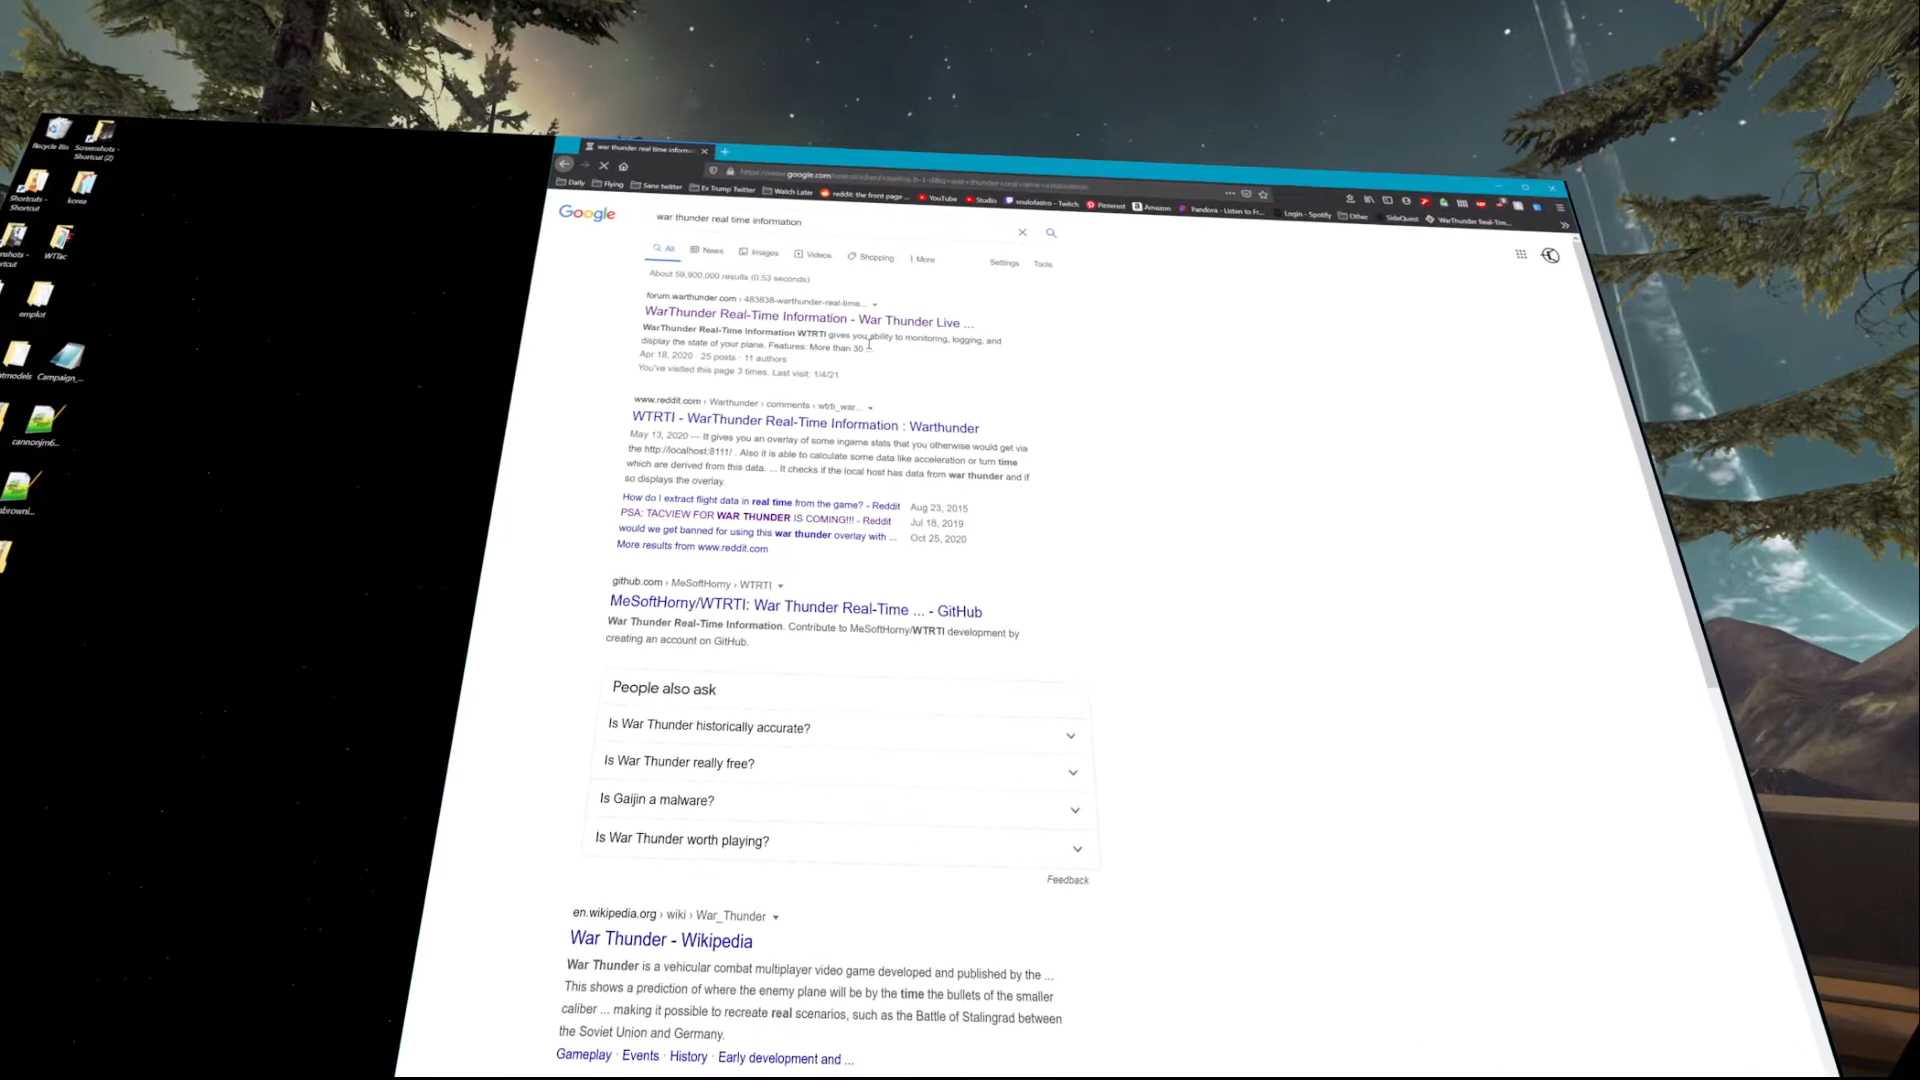 Recycle Bin
Screenshots - Shortcut (2)
Shortcuts - Shortcut
korea
WTTac
emplot
Campaign_...
cannonjm6...
war thunder real time inform
Daily
Flying
Sane twitter
Ex Trump Twitter
Watch Later
reddit: the front page ...
YouTube
Studio
soulofastro - Twitch
Pinterest
Amazon
Pandora - Listen to Fr...
Login - Spotify
Other
SideQuest
WarThunder Real-Tim...
Google
war thunder real time information
All
News
Images
Videos
Shopping
More
Settings
Tools
About 59,900,000 results (0.53 seconds)
forum.warthunder.com › 483838-warthunder-real-time...
WarThunder Real-Time Information - War Thunder Live ...
WarThunder Real-Time Information WTRTI gives you ability to monitoring, logging, and
display the state of your plane. Features: More than 30 ...
Apr 18, 2020 · 25 posts · 11 authors
You've visited this page 3 times. Last visit: 1/4/21
www.reddit.com › Warthunder › comments › wtrti_war...
WTRTI - WarThunder Real-Time Information : Warthunder
May 13, 2020 — It gives you an overlay of some ingame stats that you otherwise would get via
the http://localhost:8111/ . Also it is able to calculate some data like acceleration or turn time
which are derived from this data. ... It checks if the local host has data from war thunder and if
so displays the overlay.
How do I extract flight data in real time from the game? - Reddit Aug 23, 2015
PSA: TACVIEW FOR WAR THUNDER IS COMING!!! - Reddit Jul 18, 2019
would we get banned for using this war thunder overlay with ... Oct 25, 2020
More results from www.reddit.com
github.com › MeSoftHorny › WTRTI
MeSoftHorny/WTRTI: War Thunder Real-Time ... - GitHub
War Thunder Real-Time Information. Contribute to MeSoftHorny/WTRTI development by
creating an account on GitHub.
People also ask
Is War Thunder historically accurate?
Is War Thunder really free?
Is Gaijin a malware?
Is War Thunder worth playing?
Feedback
en.wikipedia.org › wiki › War_Thunder
War Thunder - Wikipedia
War Thunder is a vehicular combat multiplayer video game developed and published by the ...
This shows a prediction of where the enemy plane will be by the time the bullets of the smaller
caliber ... making it possible to recreate real scenarios, such as the Battle of Stalingrad between
the Soviet Union and Germany.
Gameplay · Events · History · Early development and ...